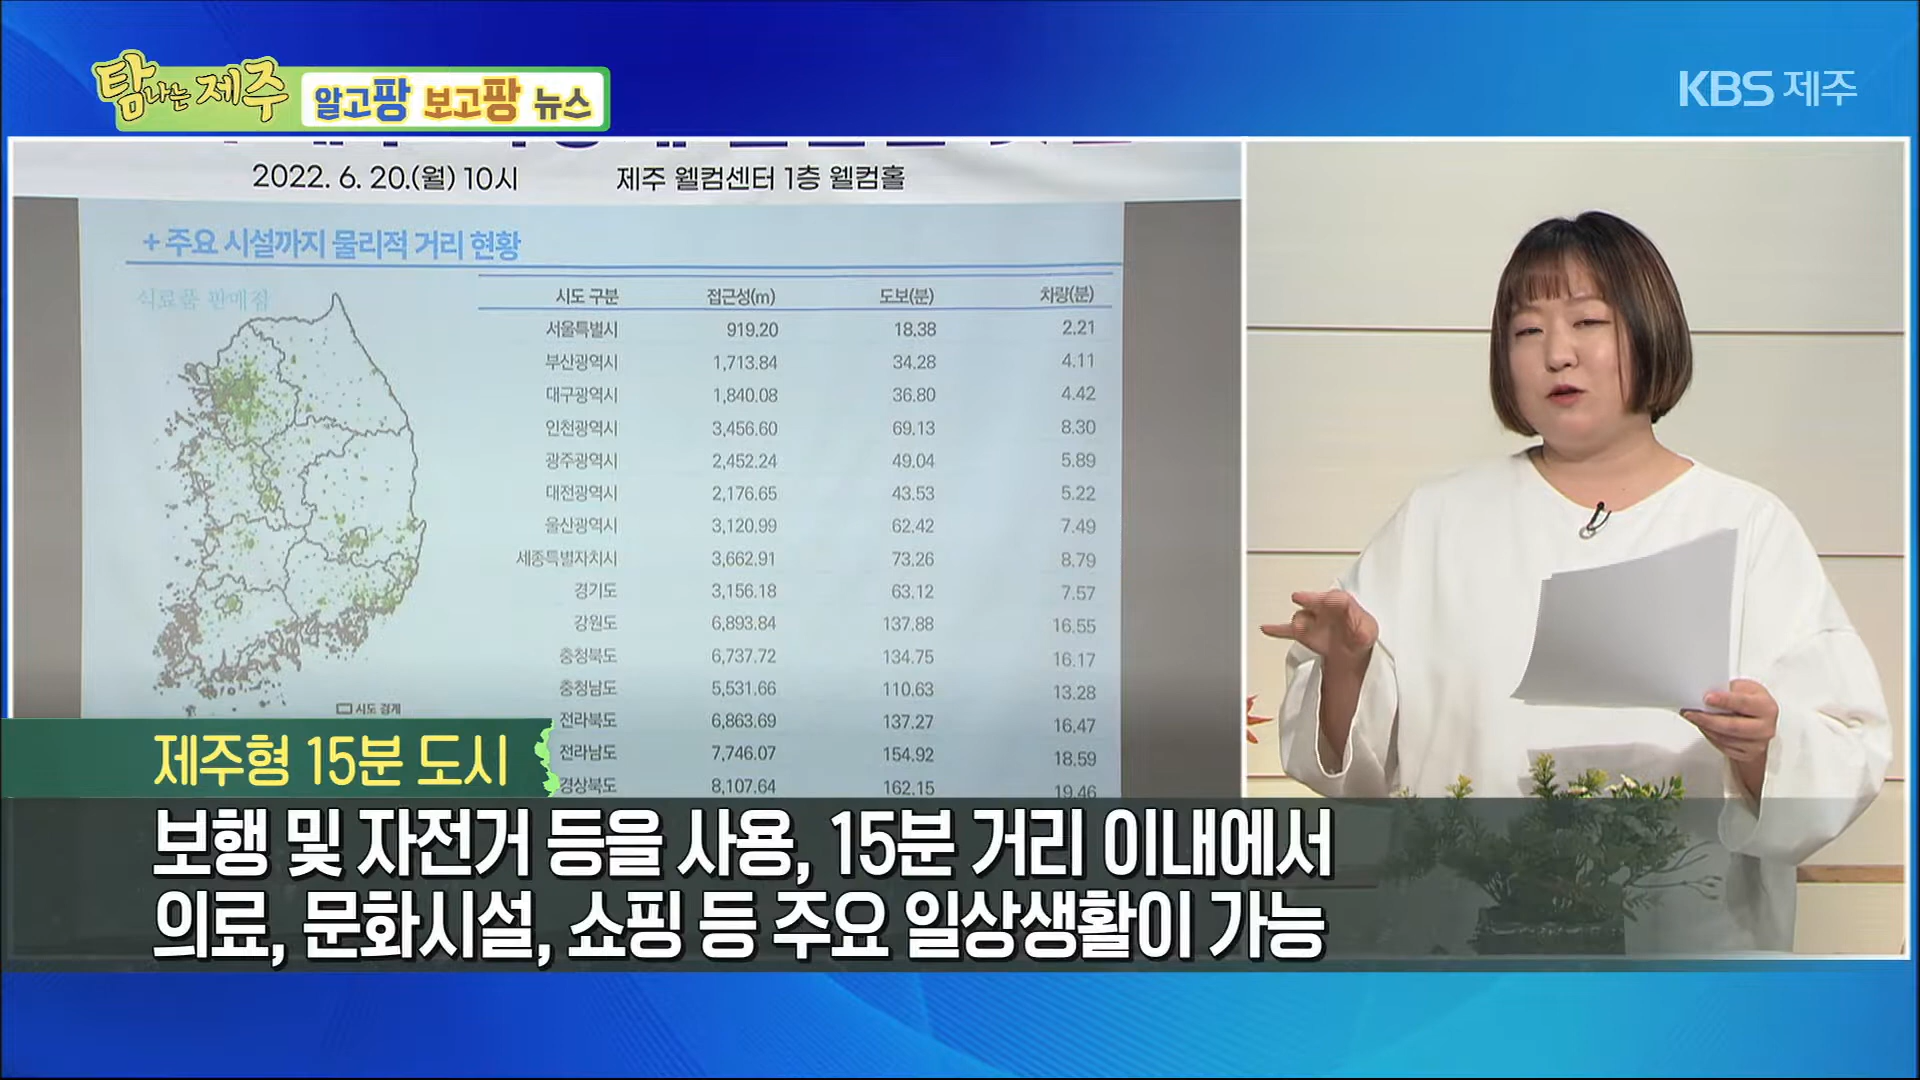 탐나는 제주
알고팡 보고팡 뉴스
KBS 제주
2022. 6. 20.(월) 10시 제주 웰컴센터 1층 웰컴홀
+ 주요 시설까지 물리적 거리 현황
식료품 판매점
시도 구분 접근성(m) 도보(분) 차량(분)
서울특별시 919.20 18.38 2.21
부산광역시 1,713.84 34.28 4.11
대구광역시 1,840.08 36.80 4.42
인천광역시 3,456.60 69.13 8.30
광주광역시 2,452.24 49.04 5.89
대전광역시 2,176.65 43.53 5.22
울산광역시 3,120.99 62.42 7.49
세종특별자치시 3,662.91 73.26 8.79
경기도 3,156.18 63.12 7.57
강원도 6,893.84 137.88 16.55
충청북도 6,737.72 134.75 16.17
충청남도 5,531.66 110.63 13.28
전라북도 6,863.69 137.27 16.47
전라남도 7,746.07 154.92 18.59
경상북도 8,107.64 162.15 19.46
시도 경계
제주형 15분 도시
보행 및 자전거 등을 사용, 15분 거리 이내에서
의료, 문화시설, 쇼핑 등 주요 일상생활이 가능